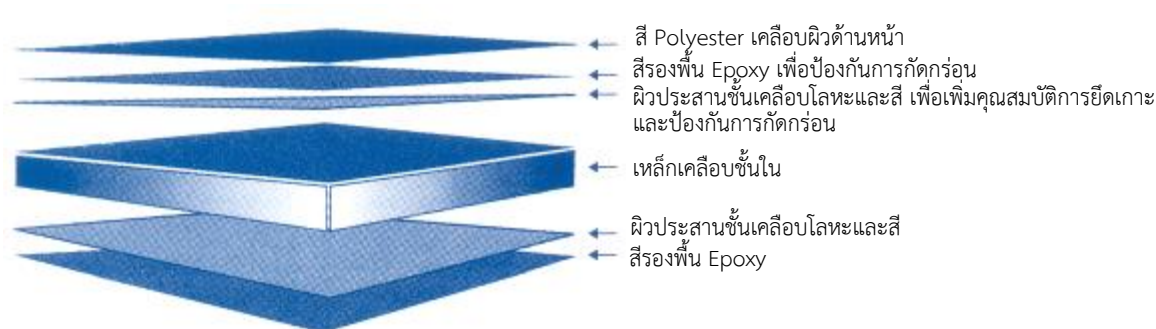 สี Polyester เคลือบผิวด้านหน้า
สีรองพื้น Epoxy เพื่อป้องกันการกัดกร่อน
ผิวประสานชั้นเคลือบโลหะและสี เพื่อเพิ่มคุณสมบัติการยึดเกาะ
และป้องกันการกัดกร่อน
เหล็กเคลือบชั้นใน
ผิวประสานชั้นเคลือบโลหะและสี
สีรองพื้น Epoxy